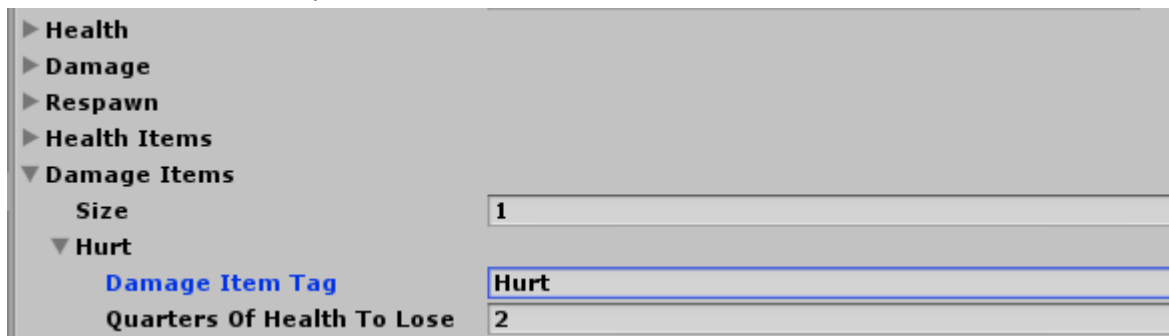 Health
Damage
Respawn
Health Items
Damage Items
Size 1
Hurt
Damage Item Tag Hurt
Quarters Of Health To Lose 2